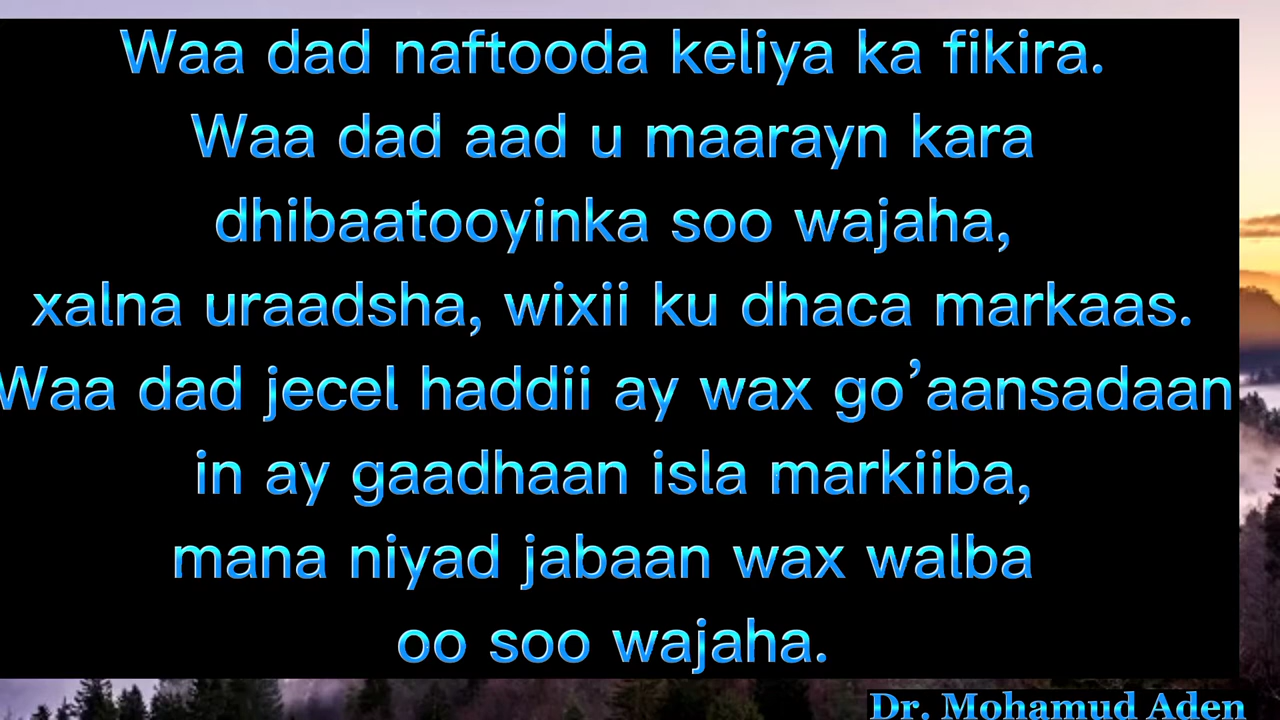 Waa dad naftooda keliya ka fikira.
Waa dad aad u maarayn kara
dhibaatooyinka soo wajaha,
xalna uraadsha, wixii ku dhaca markaas.
Waa dad jecel haddii ay wax go’aansadaan
in ay gaadhaan isla markiiba,
mana niyad jabaan wax walba
oo soo wajaha.
Dr. Mohamud Aden